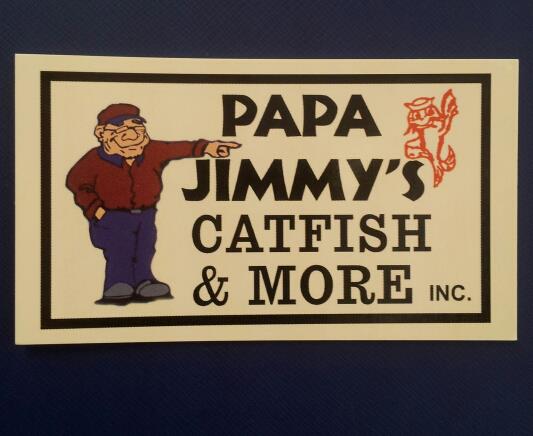 PAPA
JIMMY'S
CATFISH
& MORE INC.